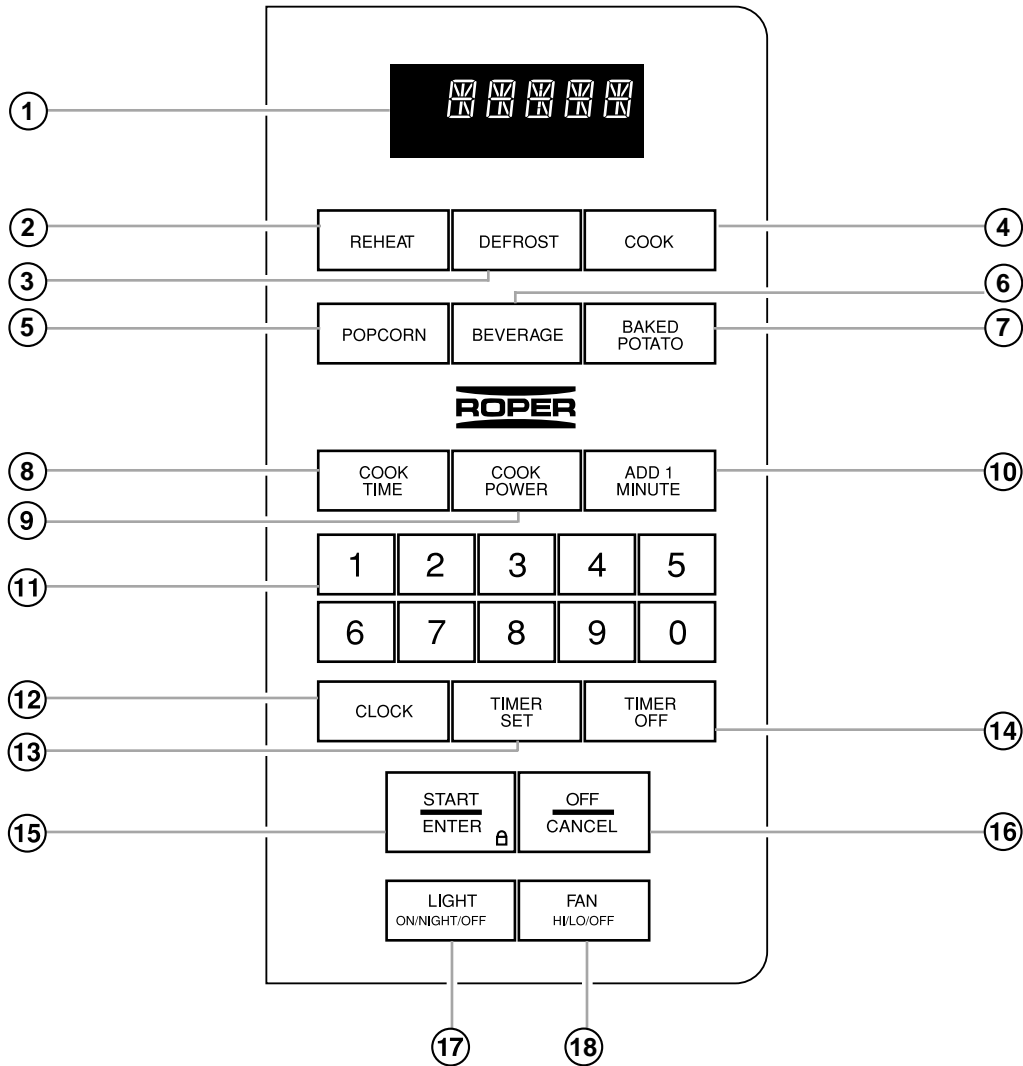 1
2
REHEAT
DEFROST
COOK
4
3
6
5
POPCORN
BEVERAGE
BAKED
POTATO
7
ROPER
8
COOK
TIME
COOK
POWER
ADD 1
MINUTE
10
9
11
1 2 3 4 5
6 7 8 9 0
12
CLOCK
TIMER
SET
TIMER
OFF
13
14
15
START
ENTER
OFF
CANCEL
16
LIGHT
ON/NIGHT/OFF
FAN
HI/LO/OFF
17
18